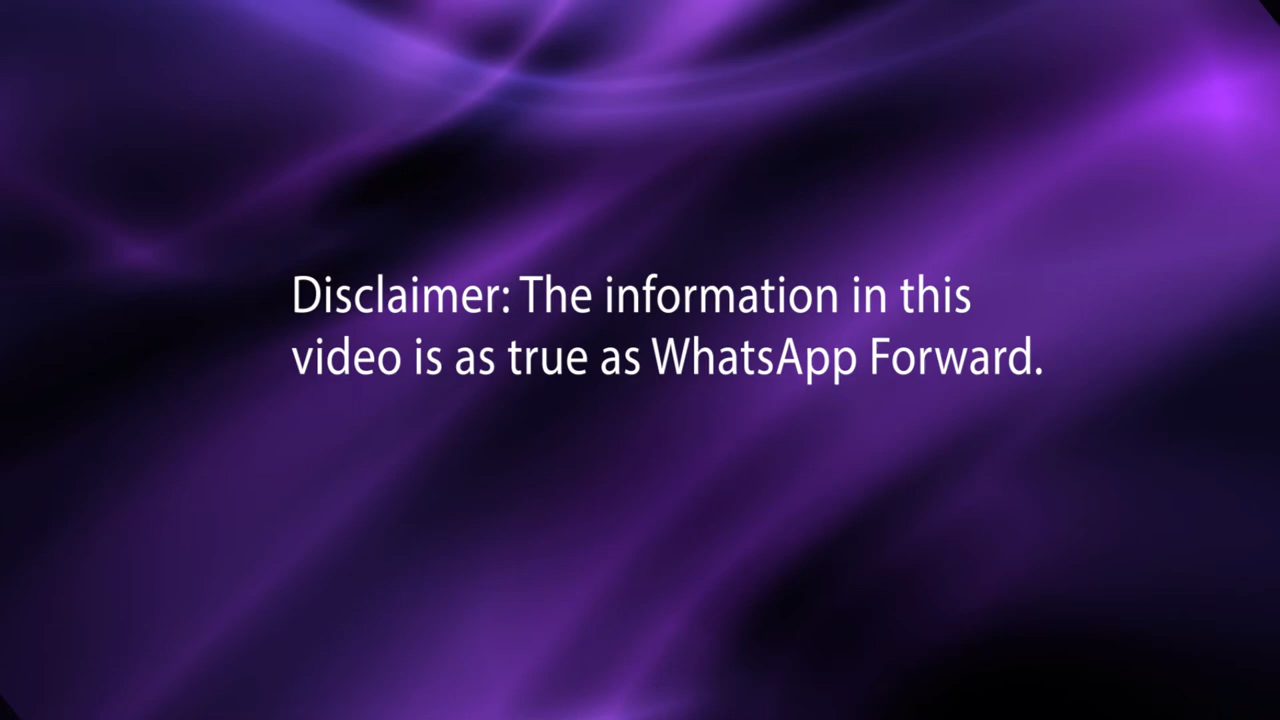 Disclaimer: The information in this
video is as true as WhatsApp Forward.